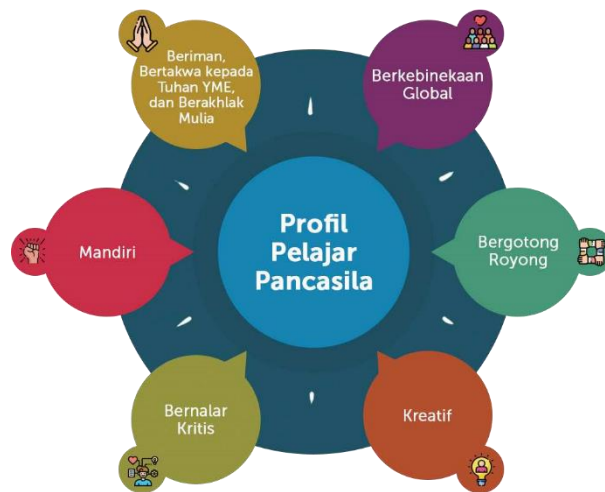 Beriman,
Bertakwa kepada
Tuhan YME,
dan Berakhlak
Mulia
Berkebinekaan
Global
Mandiri
Profil
Pelajar
Pancasila
Bergotong
Royong
Bernalar
Kritis
Kreatif